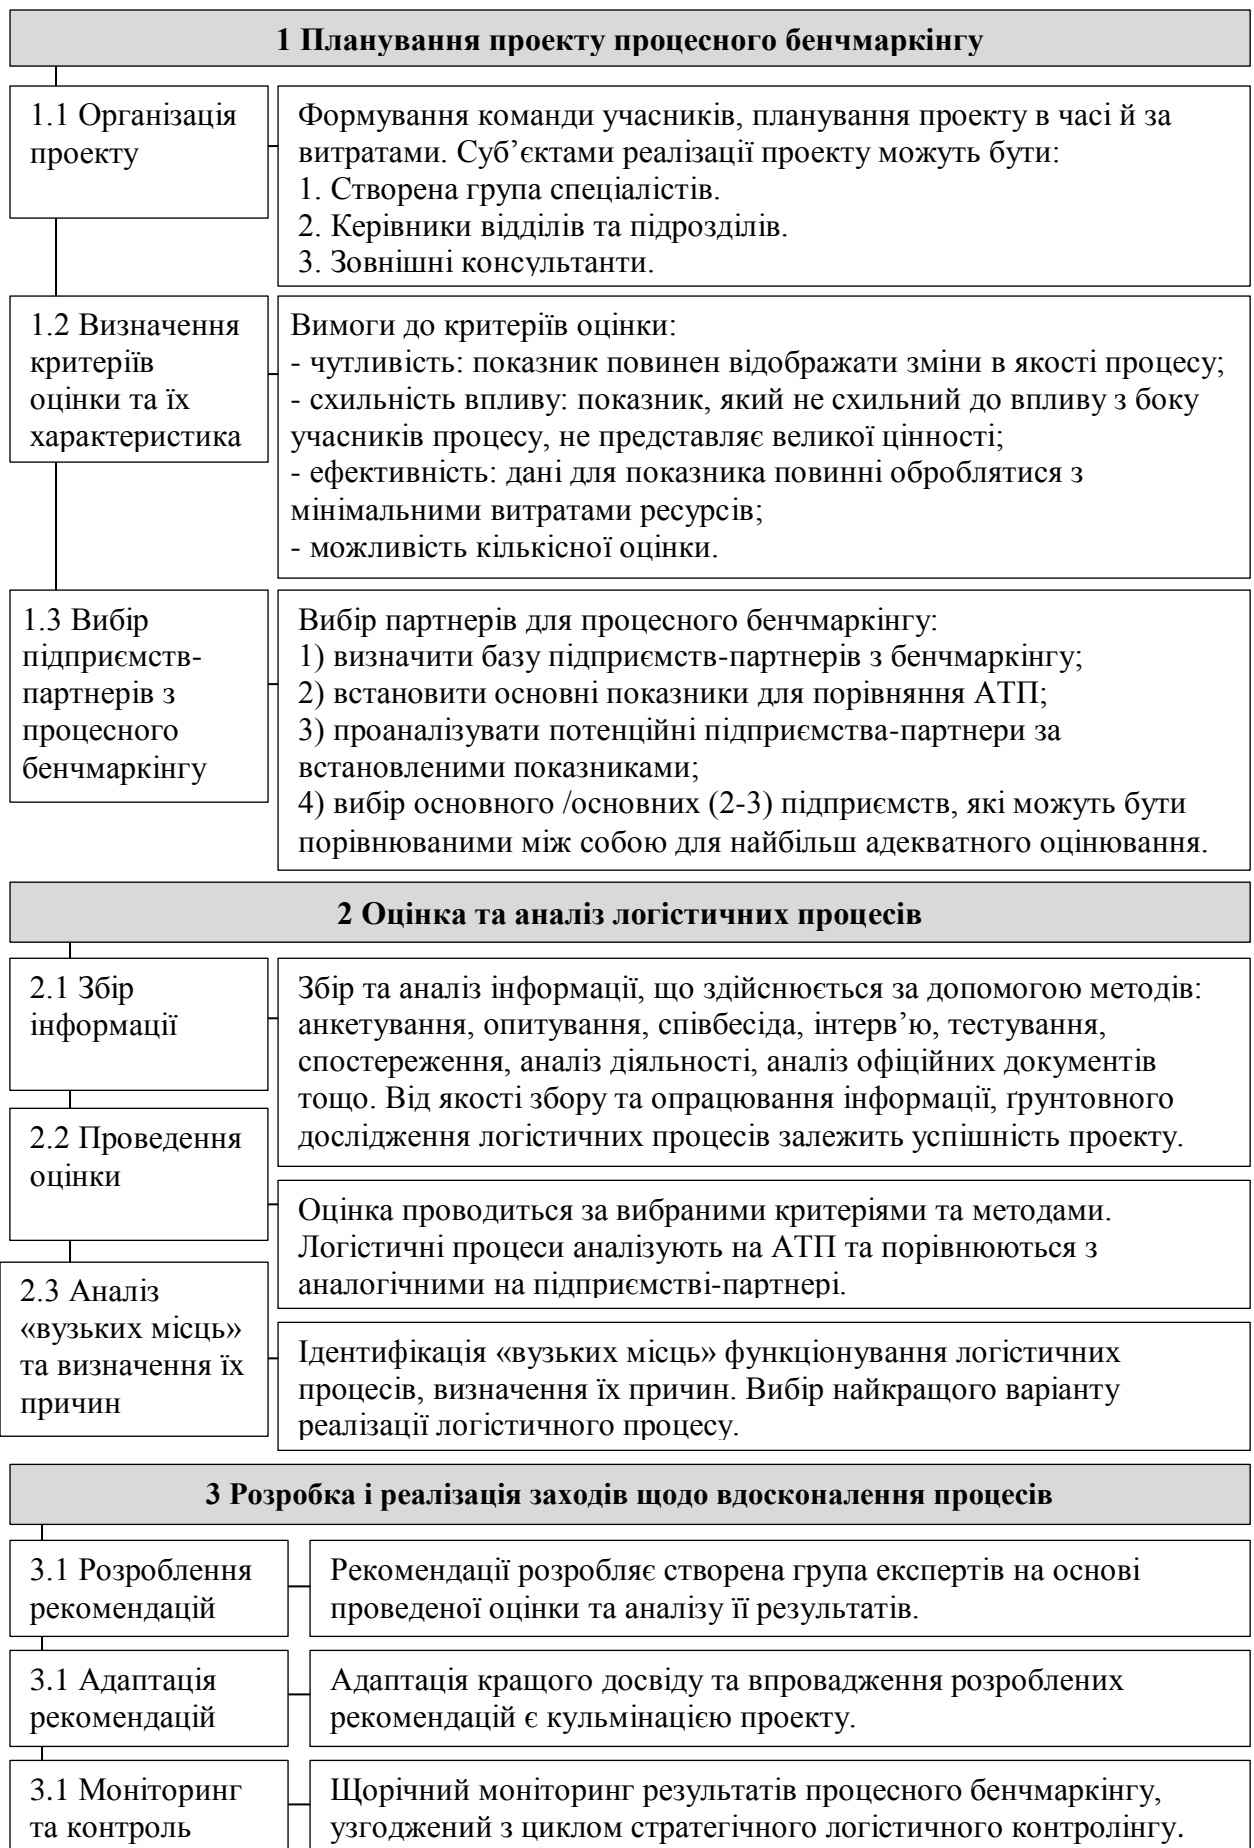 1 Планування проекту процесного бенчмаркінгу
1.1 Організація
проекту
Формування команди учасників, планування проекту в часі й за
витратами. Суб’єктами реалізації проекту можуть бути:
1. Створена група спеціалістів.
2. Керівники відділів та підрозділів.
3. Зовнішні консультанти.
1.2 Визначення
критеріїв
оцінки та їх
характеристика
Вимоги до критеріїв оцінки:
- чутливість: показник повинен відображати зміни в якості процесу;
- схильність впливу: показник, який не схильний до впливу з боку
учасників процесу, не представляє великої цінності;
- ефективність: дані для показника повинні оброблятися з
мінімальними витратами ресурсів;
- можливість кількісної оцінки.
1.3 Вибір
підприємств-
партнерів з
процесного
бенчмаркінгу
Вибір партнерів для процесного бенчмаркінгу:
1) визначити базу підприємств-партнерів з бенчмаркінгу;
2) встановити основні показники для порівняння АТП;
3) проаналізувати потенційні підприємства-партнери за
встановленими показниками;
4) вибір основного /основних (2-3) підприємств, які можуть бути
порівнюваними між собою для найбільш адекватного оцінювання.
2 Оцінка та аналіз логістичних процесів
2.1 Збір
інформації
Збір та аналіз інформації, що здійснюється за допомогою методів:
анкетування, опитування, співбесіда, інтерв’ю, тестування,
спостереження, аналіз діяльності, аналіз офіційних документів
тощо. Від якості збору та опрацювання інформації, ґрунтовного
дослідження логістичних процесів залежить успішність проекту.
2.2 Проведення
оцінки
Оцінка проводиться за вибраними критеріями та методами.
Логістичні процеси аналізують на АТП та порівнюються з
аналогічними на підприємстві-партнері.
2.3 Аналіз
«вузьких місць»
та визначення їх
причин
Ідентифікація «вузьких місць» функціонування логістичних
процесів, визначення їх причин. Вибір найкращого варіанту
реалізації логістичного процесу.
3 Розробка і реалізація заходів щодо вдосконалення процесів
3.1 Розроблення
рекомендацій
Рекомендації розробляє створена група експертів на основі
проведеної оцінки та аналізу її результатів.
3.1 Адаптація
рекомендацій
Адаптація кращого досвіду та впровадження розроблених
рекомендацій є кульмінацією проекту.
3.1 Моніторинг
та контроль
Щорічний моніторинг результатів процесного бенчмаркінгу,
узгоджений з циклом стратегічного логістичного контролінгу.